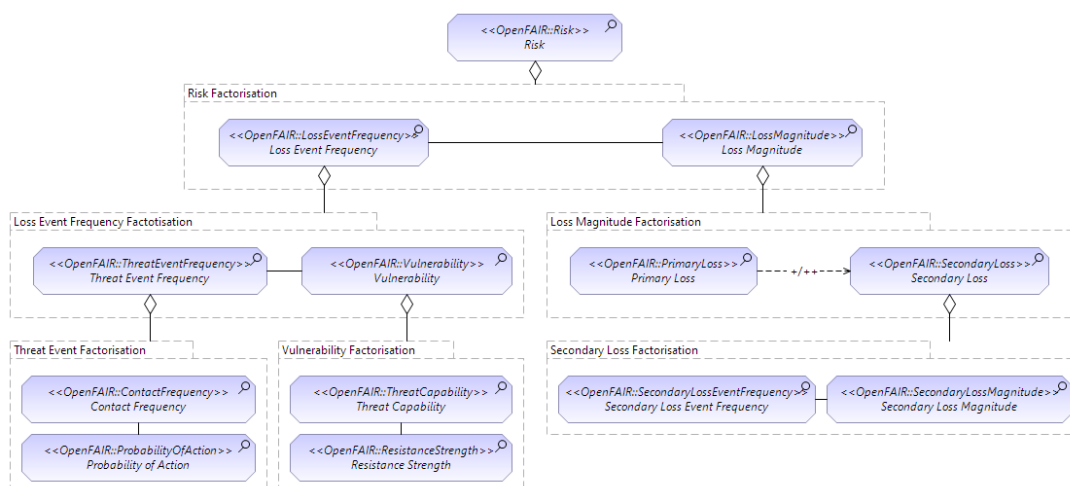 <<OpenFAIR::Risk>>
Risk
Risk Factorisation
<<OpenFAIR::LossEventFrequency>>
Loss Event Frequency
<<OpenFAIR::LossMagnitude>>
Loss Magnitude
Loss Event Frequency Factotisation
<<OpenFAIR::ThreatEventFrequency>>
Threat Event Frequency
<<OpenFAIR::Vulnerability>>
Vulnerability
Loss Magnitude Factorisation
<<OpenFAIR::PrimaryLoss>>
Primary Loss
+/++
<<OpenFAIR::SecondaryLoss>>
Secondary Loss
Threat Event Factorisation
<<OpenFAIR::ContactFrequency>>
Contact Frequency
<<OpenFAIR::ProbabilityOfAction>>
Probability of Action
Vulnerability Factorisation
<<OpenFAIR::ThreatCapability>>
Threat Capability
<<OpenFAIR::ResistanceStrength>>
Resistance Strength
Secondary Loss Factorisation
<<OpenFAIR::SecondaryLossEventFrequency>>
Secondary Loss Event Frequency
<<OpenFAIR::SecondaryLossMagnitude>>
Secondary Loss Magnitude